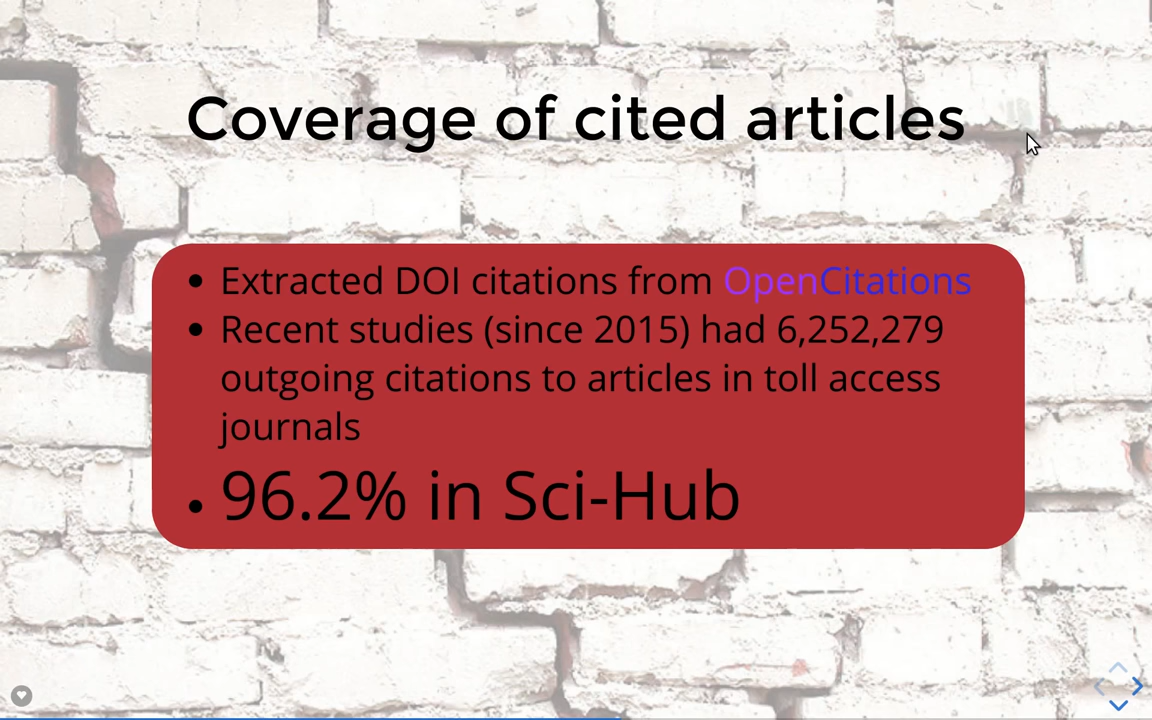 Coverage of cited articles
• Extracted DOI citations from OpenCitations
• Recent studies (since 2015) had 6,252,279
outgoing citations to articles in toll access
journals
• 96.2% in Sci-Hub